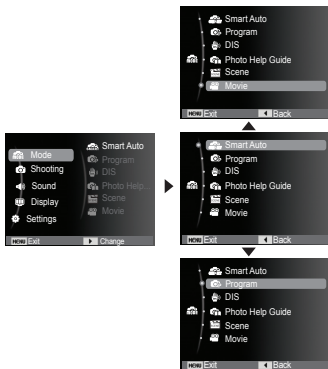 Smart Auto
Program
DIS
Photo Help Guide
Scene
Movie
MENU Exit Back
Mode
Shooting
Sound
Display
Settings
Smart Auto
Program
DIS
Photo Help...
Scene
Movie
MENU Exit Change
Smart Auto
Program
DIS
Photo Help Guide
Scene
Movie
MENU Exit Back
Smart Auto
Program
DIS
Photo Help Guide
Scene
Movie
MENU Exit Back